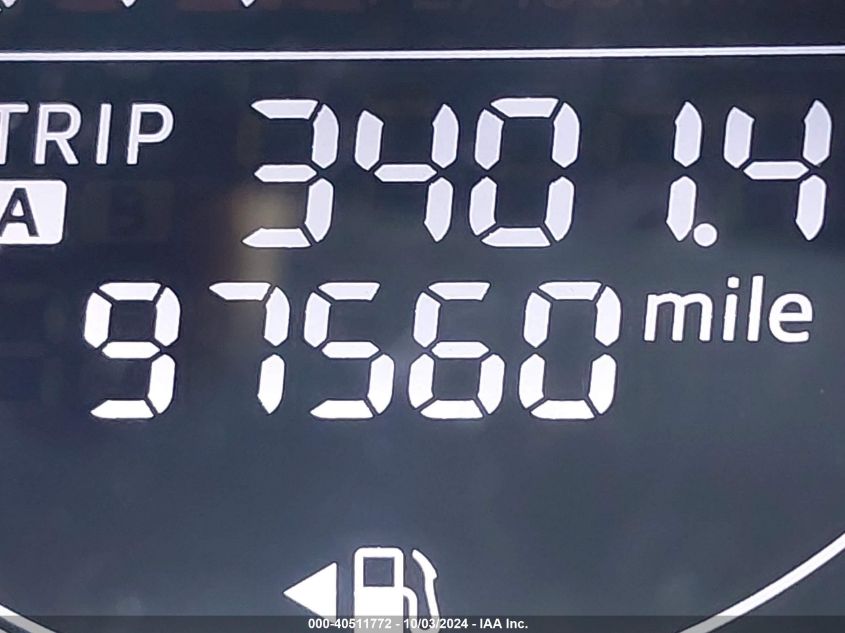 TRIP 3401.4
A
97560 mile
000-40511772 - 10/03/2024 - IAA Inc.